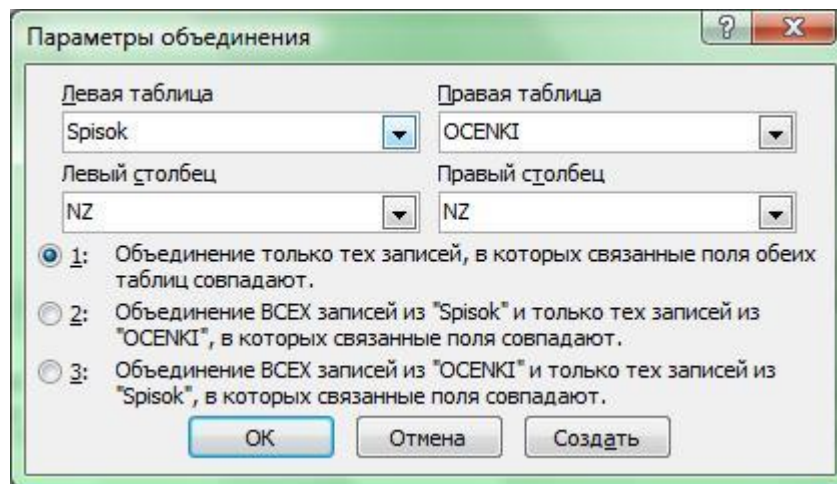 Параметры объединения
Левая таблица Правая таблица
Spisok OCENKI
Левый столбец Правый столбец
NZ NZ
1: Объединение только тех записей, в которых связанные поля обеих
таблиц совпадают.
2: Объединение ВСЕХ записей из "Spisok" и только тех записей из
"OCENKI", в которых связанные поля совпадают.
3: Объединение ВСЕХ записей из "OCENKI" и только тех записей из
"Spisok", в которых связанные поля совпадают.
ОК Отмена Создать